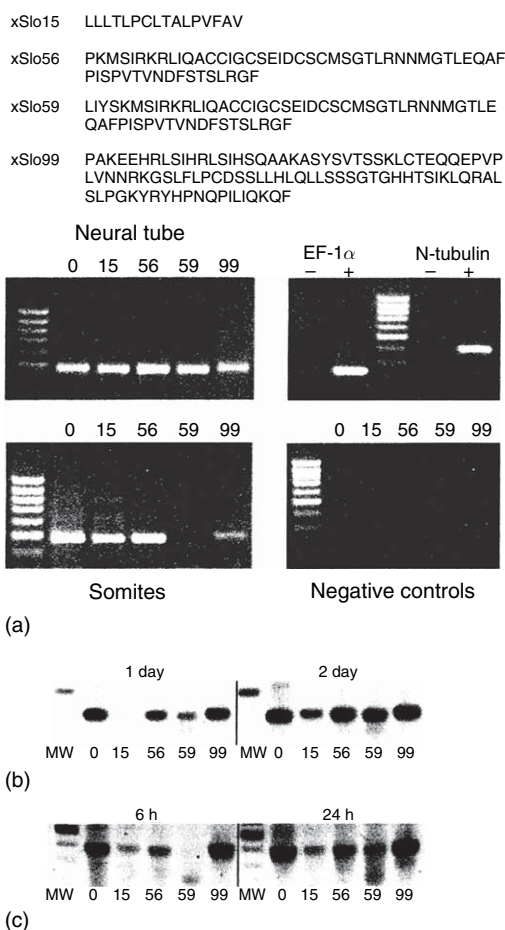 xSlo15 LLLTLPCLTALPVFAV
xSlo56 PKMSIRKRLIQACCIGCSEIDCSCMSGTLRNNMGTLEQAF
PISPVTVNDFSTSLRGF
xSlo59 LIYSKMSIRKRLIQACCIGCSEIDCSCMSGTLRNNMGTLE
QAFPISPVTVNDFSTSLRGF
xSlo99 PAKEEHRLSIHRLSIHSQAAKASYSVTSSKLCTEQQEPVP
LVNNRKGSLFLPCDSSLLHLQLLSSSGTGHHTSIKLQRAL
SLPGKYRYHPNQPILIQKQF
Neural tube
0 15 56 59 99
EF-1α N-tubulin
– + – +
0 15 56 59 99
0 15 56 59 99
Somites
Negative controls
(a)
1 day 2 day
MW 0 15 56 59 99 MW 0 15 56 59 99
(b)
6 h 24 h
MW 0 15 56 59 99 MW 0 15 56 59 99
(c)